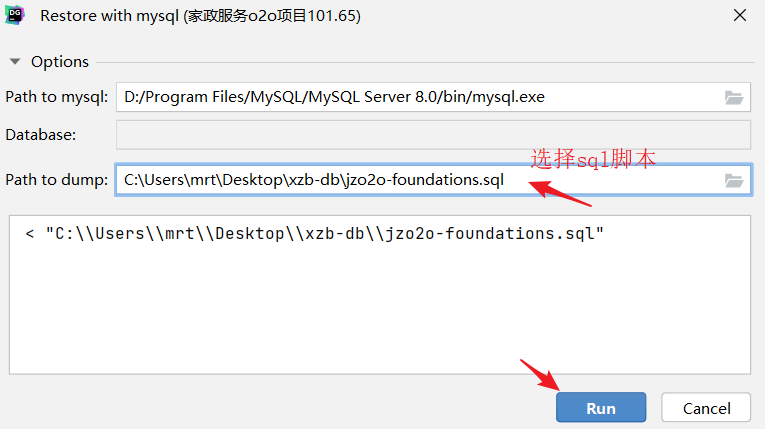 DG
Restore with mysql (家政服务o2o项目101.65)
Options
Path to mysql: D:/Program Files/MySQL/MySQL Server 8.0/bin/mysql.exe
Database:
选择sql脚本
Path to dump: C:\Users\mrt\Desktop\xzb-db\jzo2o-foundations.sql
< "C:\\Users\\mrt\\Desktop\\xzb-db\\jzo2o-foundations.sql"
Run Cancel